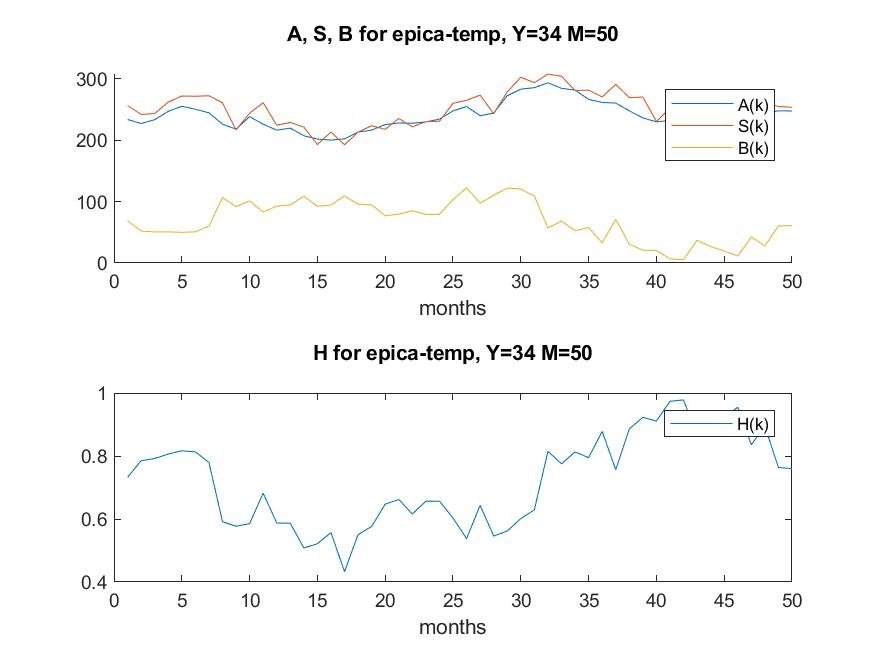 A, S, B for epica-temp, Y=34 M=50
300
200
100
0
A(k)
S(k)
B(k)
0 5 10 15 20 25 30 35 40 45 50
months
H for epica-temp, Y=34 M=50
1
0.8
0.6
0.4
H(k)
0 5 10 15 20 25 30 35 40 45 50
months